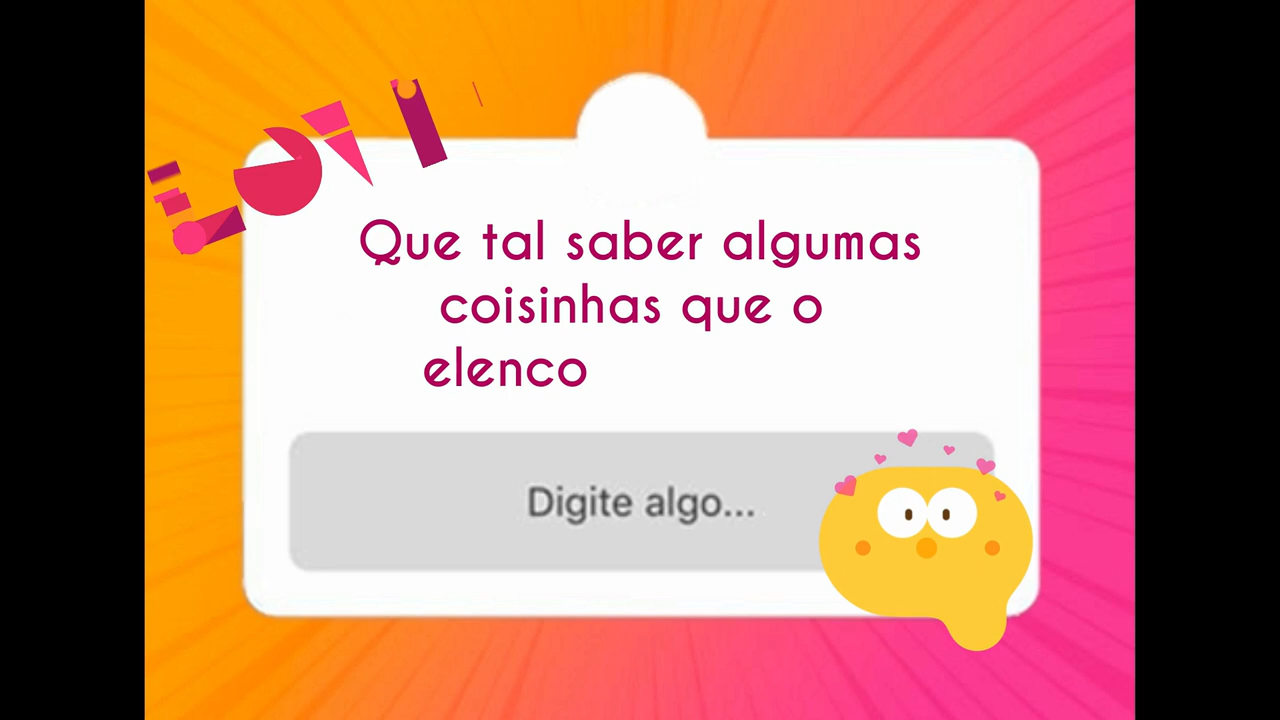 Que tal saber algumas
coisinhas que o
elenco
Digite algo...